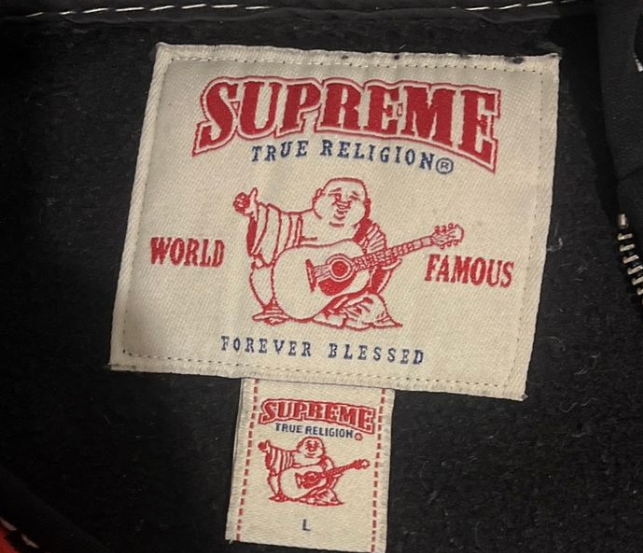 SUPREME
TRUE RELIGION®
WORLD FAMOUS
FOREVER BLESSED
SUPREME
TRUE RELIGION®
L